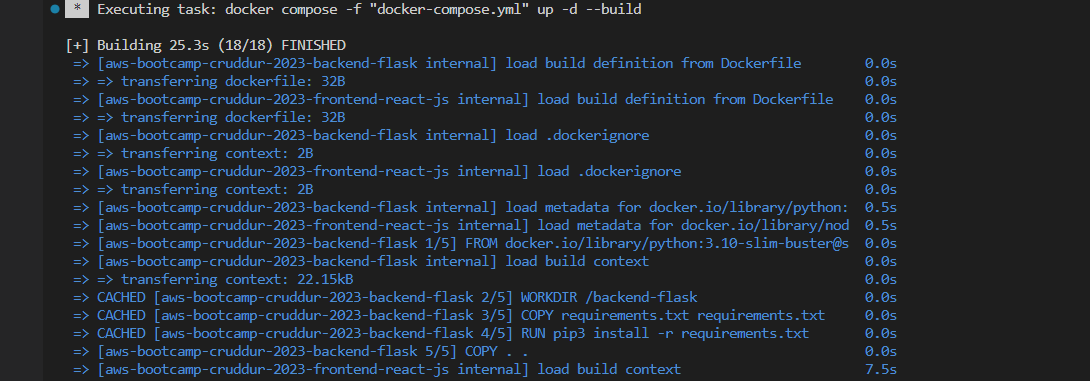 * Executing task: docker compose -f "docker-compose.yml" up -d --build
[+] Building 25.3s (18/18) FINISHED
=> [aws-bootcamp-cruddur-2023-backend-flask internal] load build definition from Dockerfile 0.0s
=> => transferring dockerfile: 32B 0.0s
=> [aws-bootcamp-cruddur-2023-frontend-react-js internal] load build definition from Dockerfile 0.0s
=> => transferring dockerfile: 32B 0.0s
=> [aws-bootcamp-cruddur-2023-backend-flask internal] load .dockerignore 0.0s
=> => transferring context: 2B 0.0s
=> [aws-bootcamp-cruddur-2023-frontend-react-js internal] load .dockerignore 0.0s
=> => transferring context: 2B 0.0s
=> [aws-bootcamp-cruddur-2023-backend-flask internal] load metadata for docker.io/library/python: 0.5s
=> [aws-bootcamp-cruddur-2023-frontend-react-js internal] load metadata for docker.io/library/nod 0.5s
=> [aws-bootcamp-cruddur-2023-backend-flask 1/5] FROM docker.io/library/python:3.10-slim-buster@s 0.0s
=> [aws-bootcamp-cruddur-2023-backend-flask internal] load build context 0.0s
=> => transferring context: 22.15kB 0.0s
=> CACHED [aws-bootcamp-cruddur-2023-backend-flask 2/5] WORKDIR /backend-flask 0.0s
=> CACHED [aws-bootcamp-cruddur-2023-backend-flask 3/5] COPY requirements.txt requirements.txt 0.0s
=> CACHED [aws-bootcamp-cruddur-2023-backend-flask 4/5] RUN pip3 install -r requirements.txt 0.0s
=> [aws-bootcamp-cruddur-2023-backend-flask 5/5] COPY . . 0.0s
=> [aws-bootcamp-cruddur-2023-frontend-react-js internal] load build context 7.5s